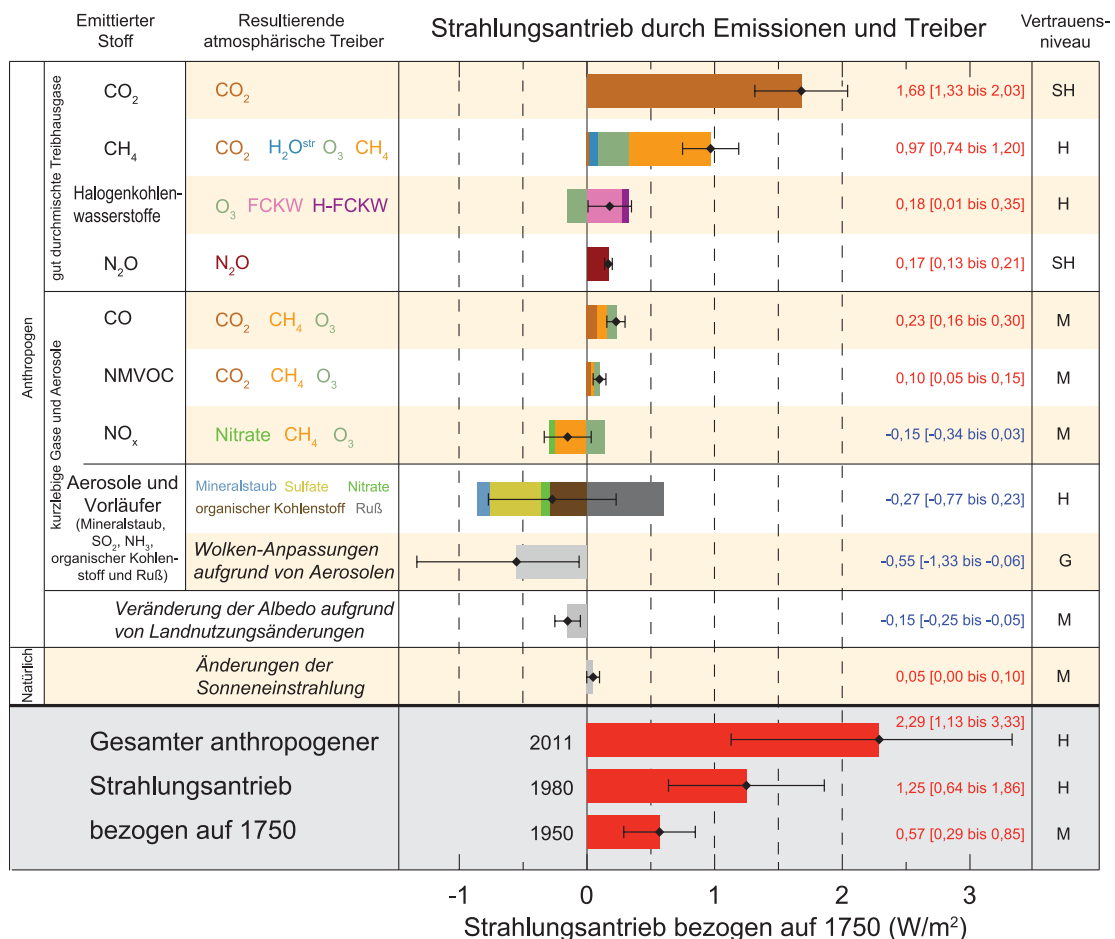 Emittierter
Stoff
Resultierende
atmosphärische Treiber
Strahlungsantrieb durch Emissionen und Treiber
Vertrauens-
niveau
Anthropogen
gut durchmischte Treibhausgase
CO₂
CO₂
1,68 [1,33 bis 2,03]
SH
CH₄
CO₂ H₂Oˢᵗʳ O₃ CH₄
0,97 [0,74 bis 1,20]
H
Halogenkohlen-
wasserstoffe
O₃ FCKW H-FCKW
0,18 [0,01 bis 0,35]
H
N₂O
N₂O
0,17 [0,13 bis 0,21]
SH
kurzlebige Gase und Aerosole
CO
CO₂ CH₄ O₃
0,23 [0,16 bis 0,30]
M
NMVOC
CO₂ CH₄ O₃
0,10 [0,05 bis 0,15]
M
NOₓ
Nitrate CH₄ O₃
-0,15 [-0,34 bis 0,03]
M
Aerosole und
Vorläufer
(Mineralstaub,
SO₂, NH₃,
organischer Kohlen-
stoff und Ruß)
Mineralstaub Sulfate Nitrate
organischer Kohlenstoff Ruß
-0,27 [-0,77 bis 0,23]
H
Wolken-Anpassungen
aufgrund von Aerosolen
-0,55 [-1,33 bis -0,06]
G
Veränderung der Albedo aufgrund
von Landnutzungsänderungen
-0,15 [-0,25 bis -0,05]
M
Natürlich
Änderungen der
Sonneneinstrahlung
0,05 [0,00 bis 0,10]
M
Gesamter anthropogener
Strahlungsantrieb
bezogen auf 1750
2011
2,29 [1,13 bis 3,33]
H
1980
1,25 [0,64 bis 1,86]
H
1950
0,57 [0,29 bis 0,85]
M
-1 0 1 2 3
Strahlungsantrieb bezogen auf 1750 (W/m²)